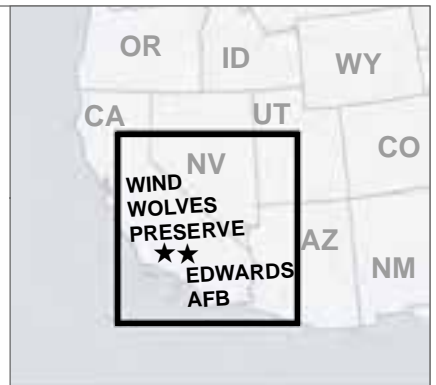 OR
ID
WY
CA
UT
NV
CO
WIND
WOLVES
PRESERVE
AZ
EDWARDS
AFB
NM